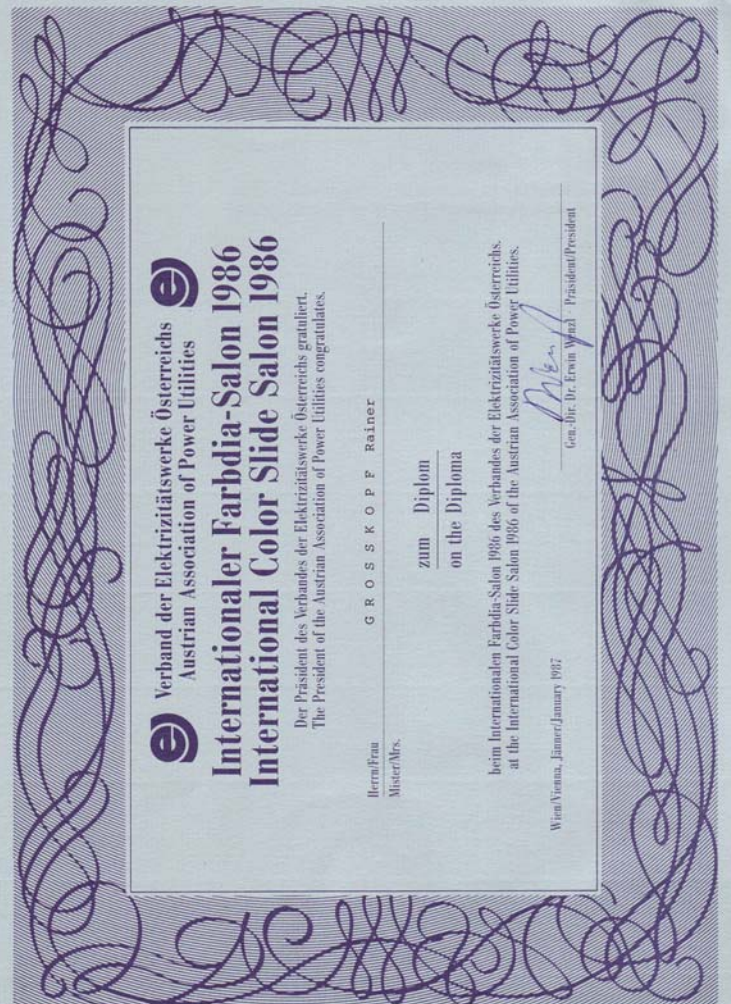 Verband der Elektrizitätswerke Österreichs
Austrian Association of Power Utilities
Internationaler Farbdia-Salon 1986
International Color Slide Salon 1986
Der Präsident des Verbandes der Elektrizitätswerke Österreichs gratuliert.
The President of the Austrian Association of Power Utilities congratulates.
Herrn/Frau G R O S S K O P F Rainer
Mister/Mrs.
zum Diplom
on the Diploma
beim Internationalen Farbdia-Salon 1986 des Verbandes der Elektrizitätswerke Österreichs.
at the International Color Slide Salon 1986 of the Austrian Association of Power Utilities.
Wien/Vienna, Jänner/January 1987
Gen.-Dir. Dr. Erwin Wenzl · Präsident/President